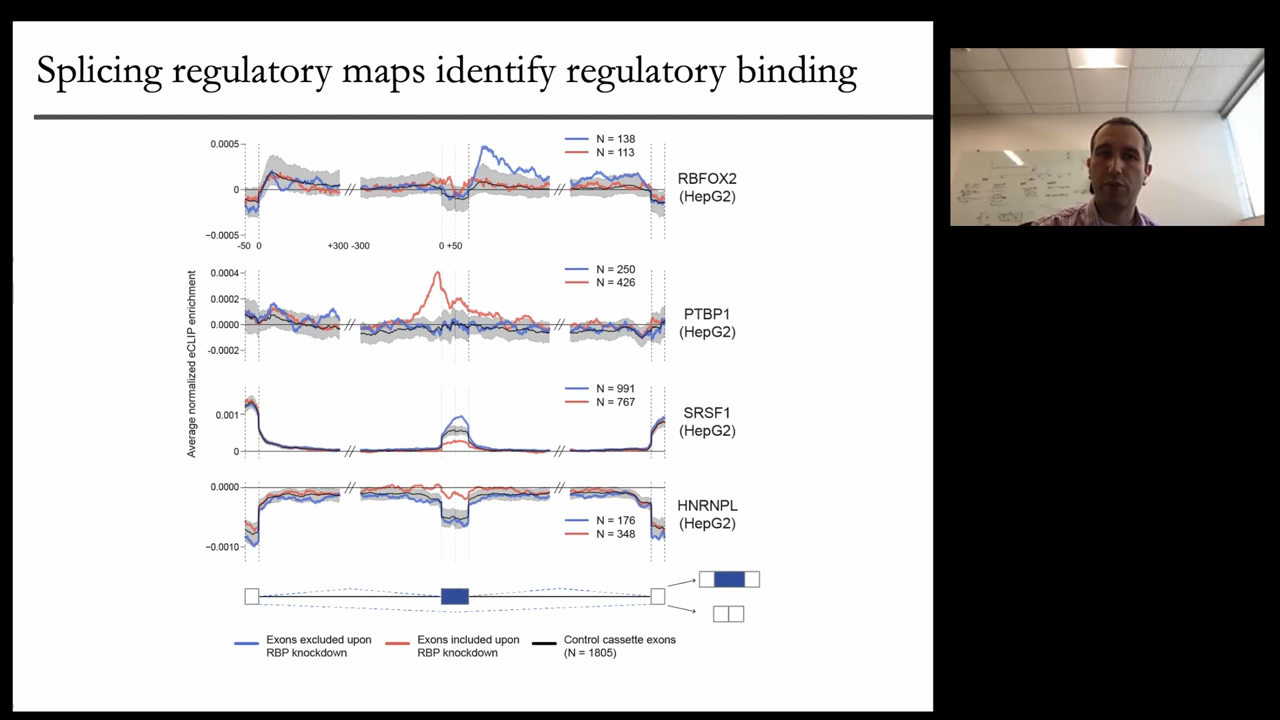 Splicing regulatory maps identify regulatory binding
Average normalized eCLIP enrichment
0.0005
0
−0.0005
-50 0 +300 -300 0 +50
N = 138
N = 113
RBFOX2
(HepG2)
0.0004
0.0002
0.0000
-0.0002
N = 250
N = 426
PTBP1
(HepG2)
0.001
0
N = 991
N = 767
SRSF1
(HepG2)
0.0000
−0.0010
N = 176
N = 348
HNRNPL
(HepG2)
Exons excluded upon
RBP knockdown
Exons included upon
RBP knockdown
Control cassette exons
(N = 1805)